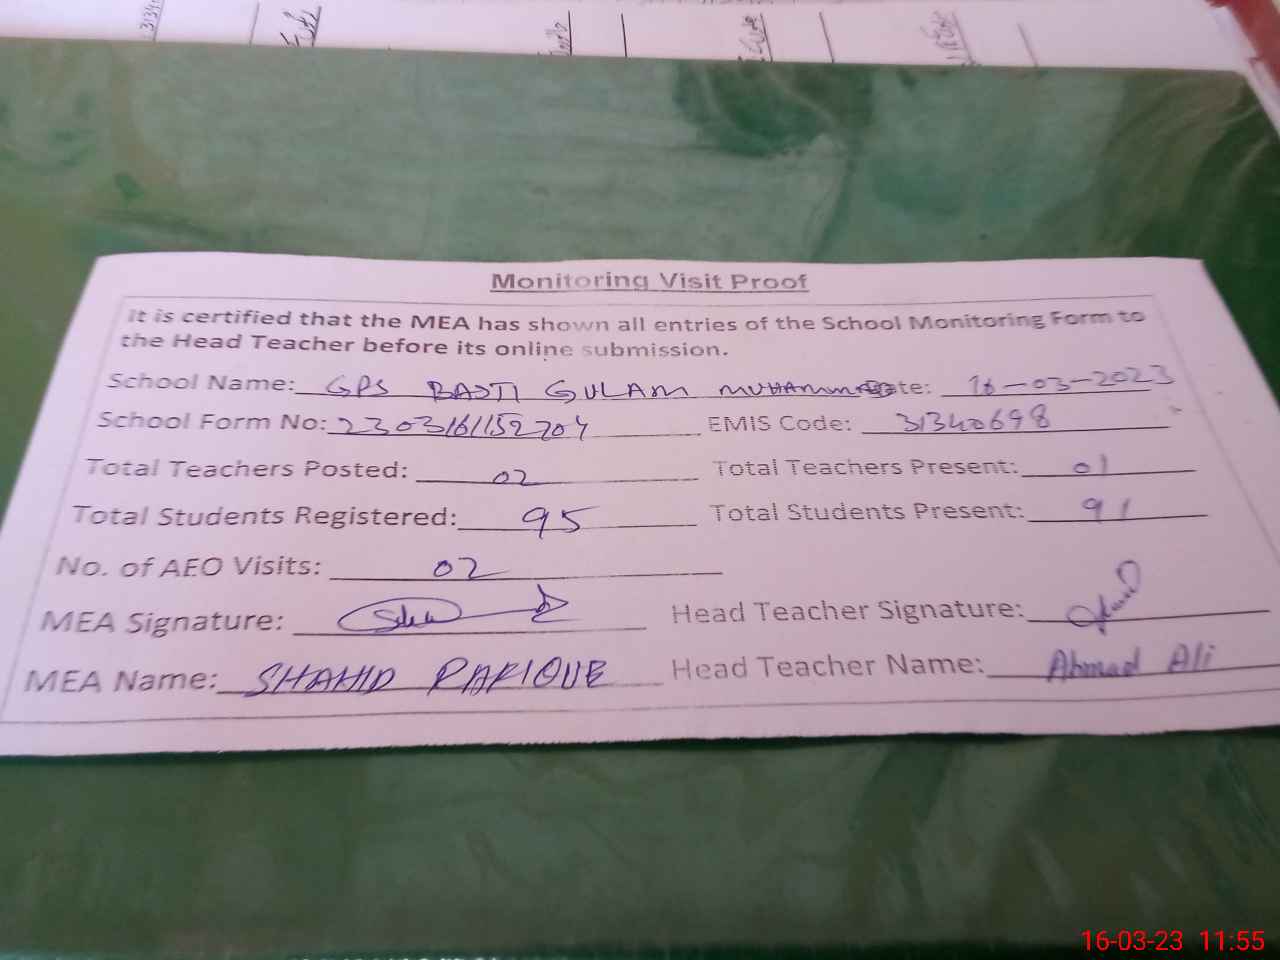 Monitoring Visit Proof
It is certified that the MEA has shown all entries of the School Monitoring Form to
the Head Teacher before its online submission.
School Name: GPS BASTI GULAM MUHAMMAD Date: 16-03-2023
School Form No: 2303161152704 EMIS Code: 31340698
Total Teachers Posted: 02 Total Teachers Present: 01
Total Students Registered: 95 Total Students Present: 91
No. of AEO Visits: 02
MEA Signature: Head Teacher Signature:
MEA Name: SHAHID RAFIQUE Head Teacher Name: Ahmad Ali
16-03-23 11:55